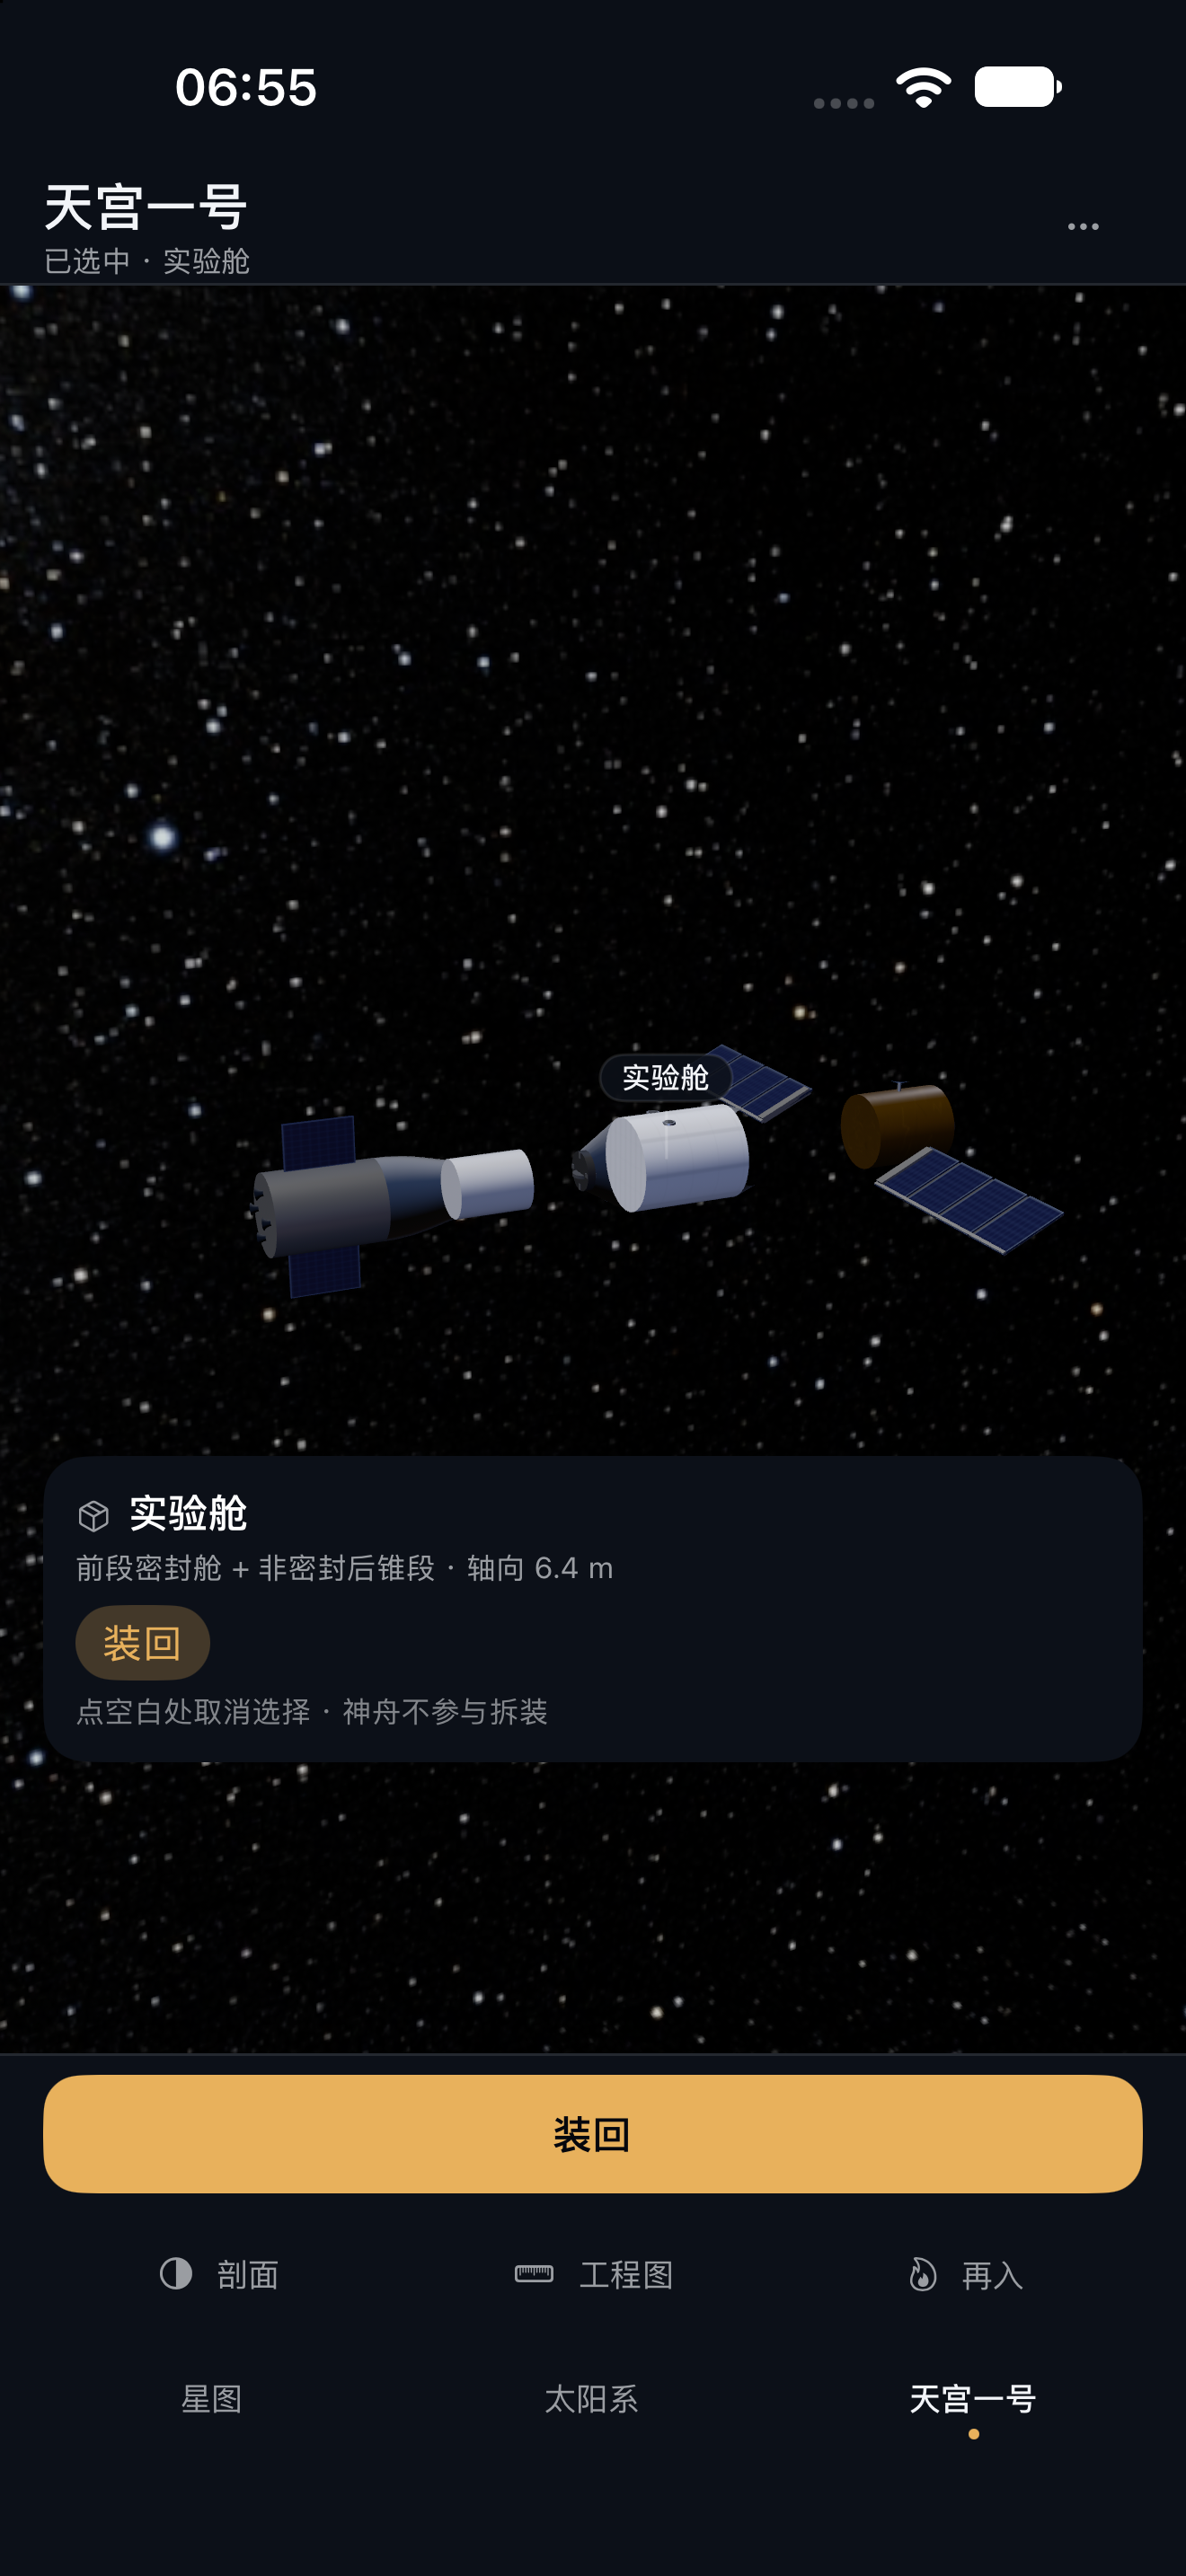 06:55
天宫一号
已选中 · 实验舱
实验舱
实验舱
前段密封舱 + 非密封后锥段 · 轴向 6.4 m
装回
点空白处取消选择 · 神舟不参与拆装
装回
剖面 工程图 再入
星图 太阳系 天宫一号